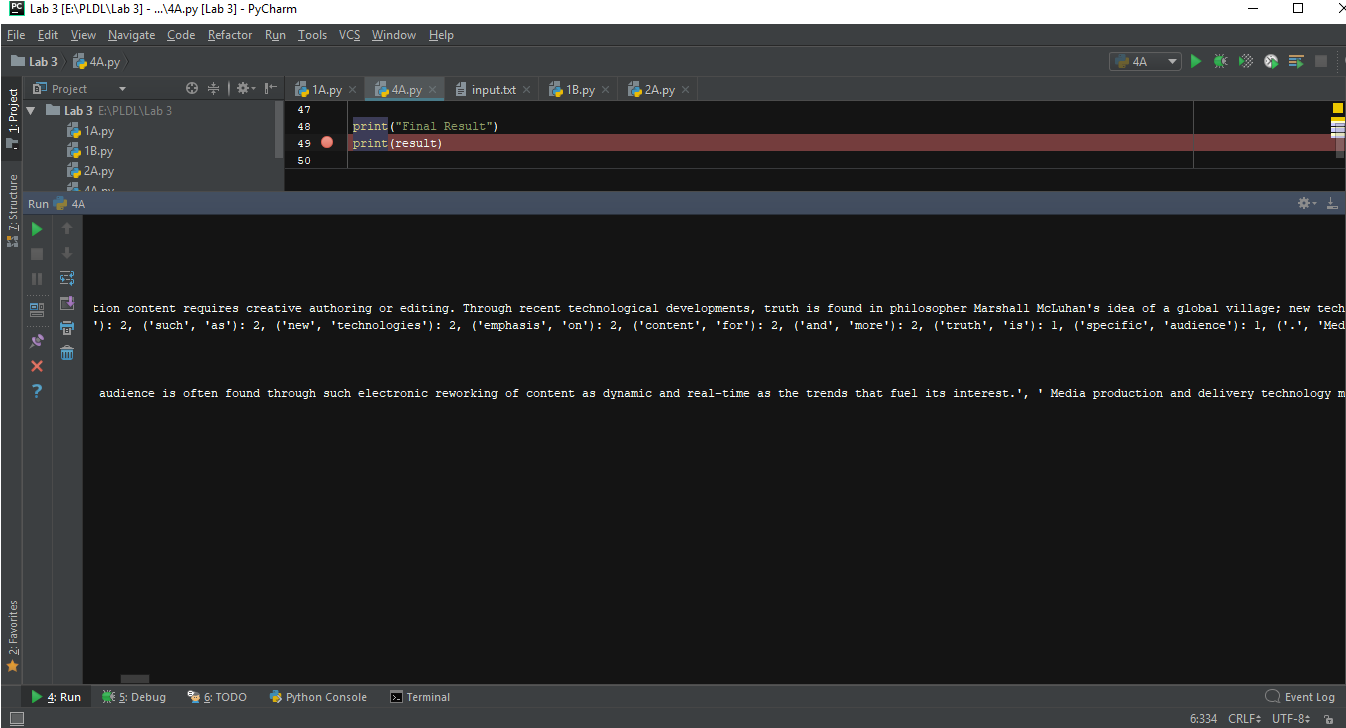 Lab 3 [E:\PLDL\Lab 3] - ...\4A.py [Lab 3] - PyCharm
File Edit View Navigate Code Refactor Run Tools VCS Window Help
Lab 3 4A.py 4A
Project 1A.py 4A.py input.txt 1B.py 2A.py
1: Project
Lab 3 E:\PLDL\Lab 3
1A.py
1B.py
2A.py
4A.py
47
48 print("Final Result")
49 print(result)
50
7: Structure
Run 4A
tion content requires creative authoring or editing. Through recent technological developments, truth is found in philosopher Marshall McLuhan's idea of a global village; new tech
'): 2, ('such', 'as'): 2, ('new', 'technologies'): 2, ('emphasis', 'on'): 2, ('content', 'for'): 2, ('and', 'more'): 2, ('truth', 'is'): 1, ('specific', 'audience'): 1, ('.', 'Med
audience is often found through such electronic reworking of content as dynamic and real-time as the trends that fuel its interest.', ' Media production and delivery technology m
2: Favorites
4: Run 5: Debug 6: TODO Python Console Terminal Event Log
6:334 CRLF UTF-8